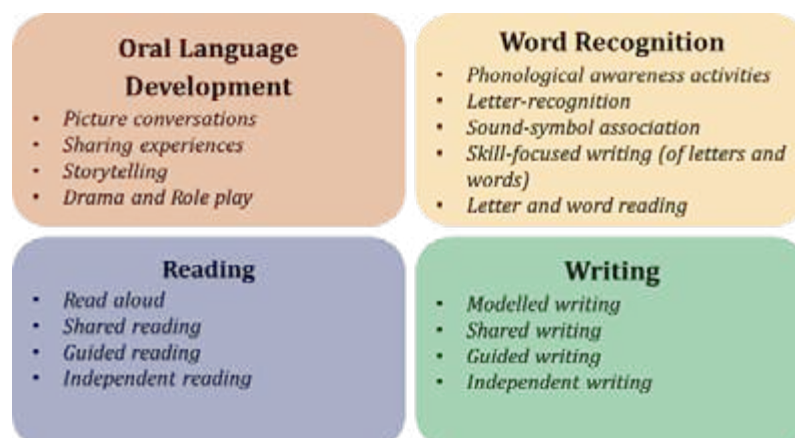 Oral Language
Development
• Picture conversations
• Sharing experiences
• Storytelling
• Drama and Role play
Word Recognition
• Phonological awareness activities
• Letter-recognition
• Sound-symbol association
• Skill-focused writing (of letters and
words)
• Letter and word reading
Reading
• Read aloud
• Shared reading
• Guided reading
• Independent reading
Writing
• Modelled writing
• Shared writing
• Guided writing
• Independent writing